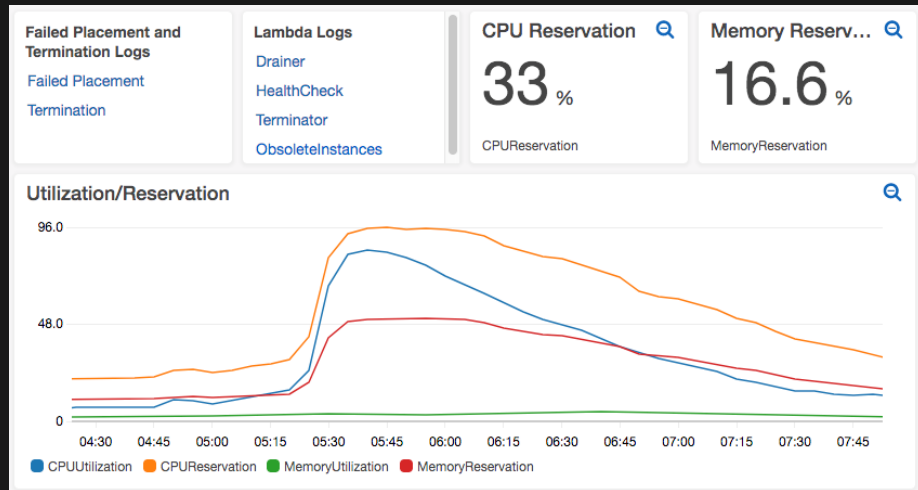 Failed Placement and
Termination Logs
Failed Placement
Termination
Lambda Logs
Drainer
HealthCheck
Terminator
ObsoleteInstances
CPU Reservation
33 %
CPUReservation
Memory Reserv...
16.6 %
MemoryReservation
Utilization/Reservation
96.0
48.0
0
04:30 04:45 05:00 05:15 05:30 05:45 06:00 06:15 06:30 06:45 07:00 07:15 07:30 07:45
CPUUtilization CPUReservation MemoryUtilization MemoryReservation